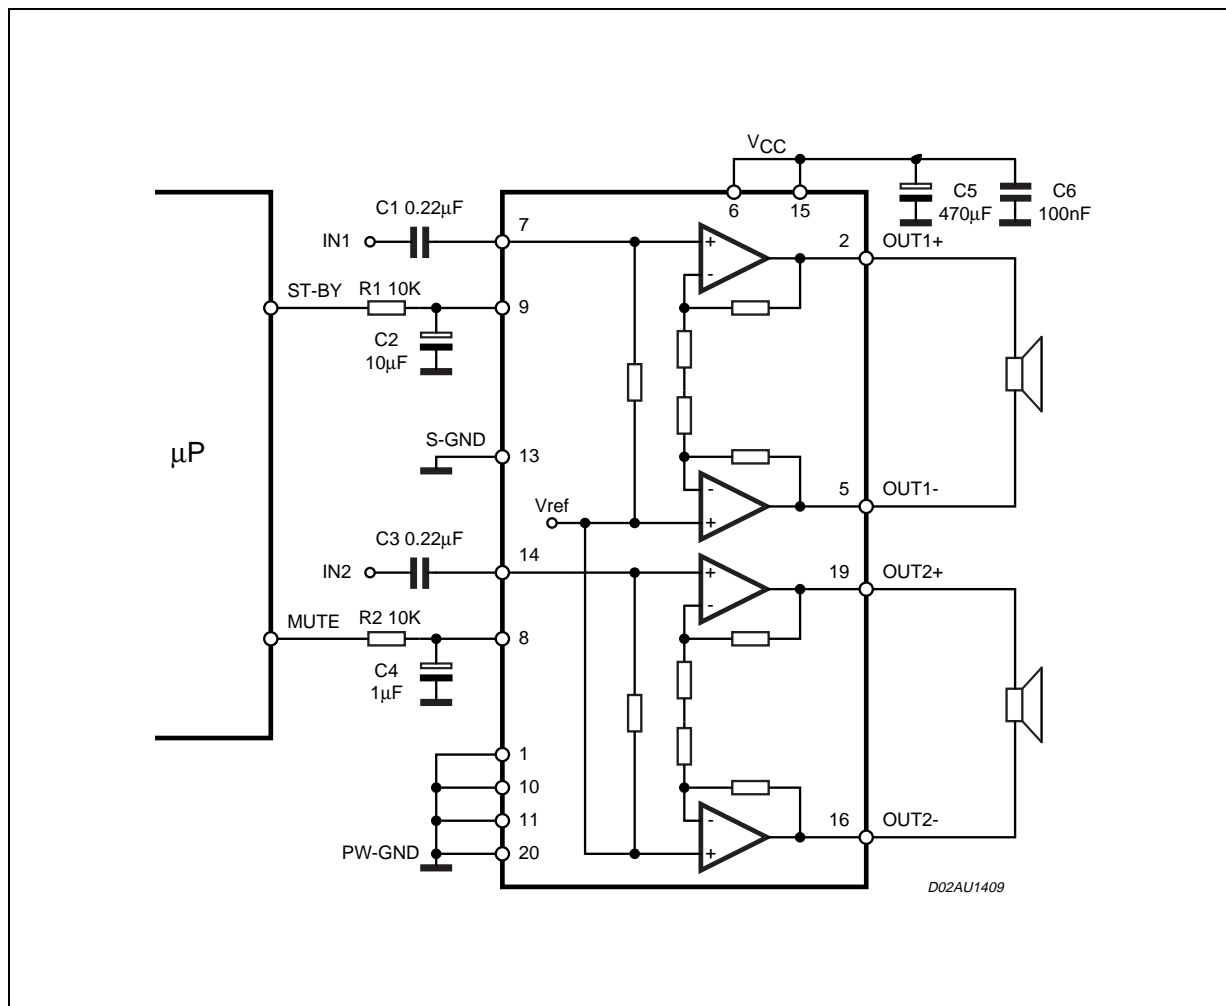 VCC
6
15
C5
470μF
C6
100nF
C1 0.22μF
IN1
7
+
-
2
OUT1+
ST-BY
R1 10K
9
C2
10μF
μP
S-GND
13
Vref
-
+
5
OUT1-
C3 0.22μF
IN2
14
+
-
19
OUT2+
MUTE
R2 10K
8
C4
1μF
1
10
11
PW-GND
20
-
+
16
OUT2-
D02AU1409